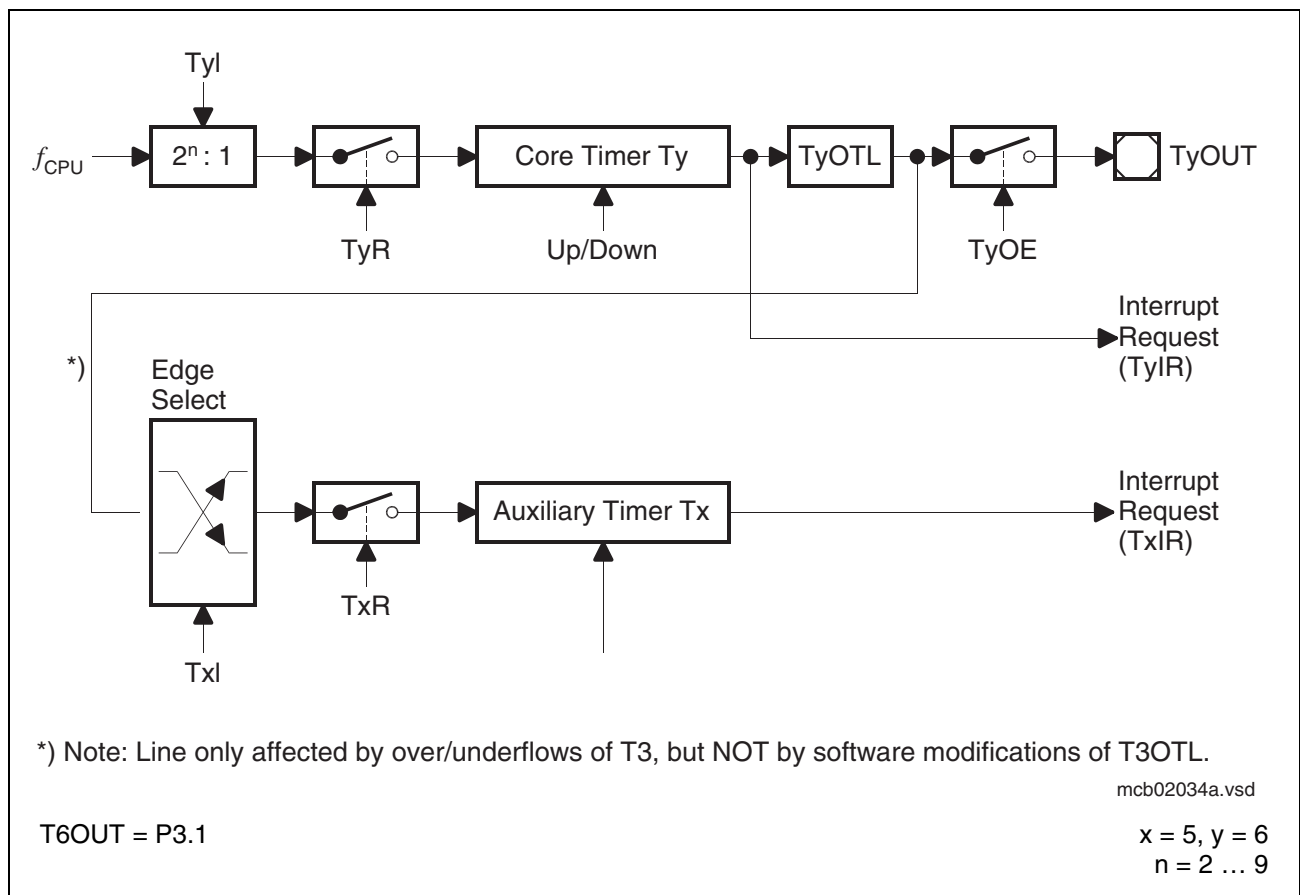 TyI
fCPU
2ⁿ : 1
Core Timer Ty
TyOTL
TyOUT
TyR
Up/Down
TyOE
Interrupt
Request
(TyIR)
*)
Edge
Select
Auxiliary Timer Tx
Interrupt
Request
(TxIR)
TxR
TxI
*) Note: Line only affected by over/underflows of T3, but NOT by software modifications of T3OTL.
mcb02034a.vsd
T6OUT = P3.1
x = 5, y = 6
n = 2 … 9